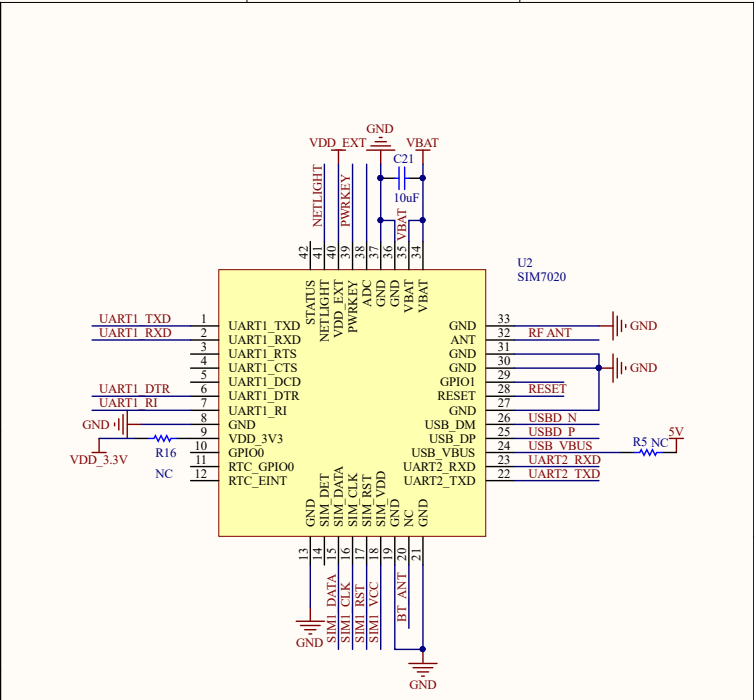 GND
VDD_EXT
VBAT
C21
10uF
NETLIGHT
PWRKEY
VBAT
42
41
40
39
38
37
36
35
34
U2
SIM7020
STATUS
NETLIGHT
VDD_EXT
PWRKEY
ADC
GND
GND
VBAT
VBAT
UART1_TXD 1 UART1_TXD
UART1_RXD 2 UART1_RXD
3 UART1_RTS
4 UART1_CTS
5 UART1_DCD
UART1_DTR 6 UART1_DTR
UART1_RI 7 UART1_RI
GND 8 GND
9 VDD_3V3
VDD_3.3V R16 10 GPIO0
11 RTC_GPIO0
NC 12 RTC_EINT
GND 33 GND
ANT 32 RF ANT
GND 31
GND 30 GND
GPIO1 29
RESET 28 RESET
GND 27
USB_DM 26 USBD_N
USB_DP 25 USBD_P
USB_VBUS 24 USB_VBUS R5 NC 5V
UART2_RXD 23 UART2_RXD
UART2_TXD 22 UART2_TXD
GND
SIM_DET
SIM_DATA
SIM_CLK
SIM_RST
SIM_VDD
GND
NC
GND
13
14
15
16
17
18
19
20
21
SIM1_DATA
SIM1_CLK
SIM1_RST
SIM1_VCC
BT_ANT
GND
GND